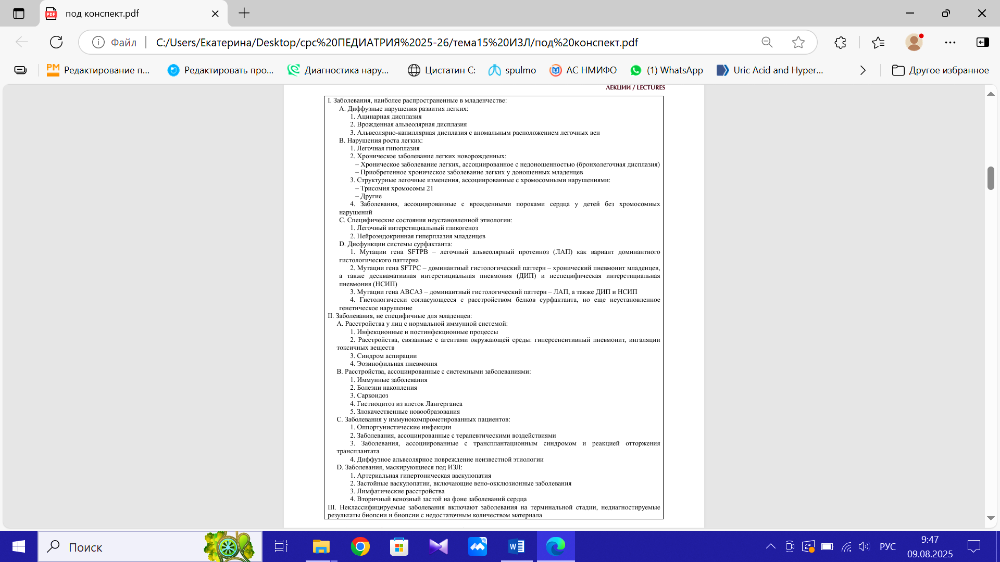 под конспект.pdf
Файл
C:/Users/Екатерина/Desktop/срс%20ПЕДИАТРИЯ%2025-26/тема15%20ИЗЛ/под%20конспект.pdf
PM Редактирование п...
Редактировать про...
Диагностика нару...
Цистатин С:
spulmo
АС НМИФО
(1) WhatsApp
Uric Acid and Hyper...
Другое избранное
ЛЕКЦИИ / LECTURES
I. Заболевания, наиболее распространенные в младенчестве:
A. Диффузные нарушения развития легких:
1. Ацинарная дисплазия
2. Врожденная альвеолярная дисплазия
3. Альвеолярно-капиллярная дисплазия с аномальным расположением легочных вен
B. Нарушения роста легких:
1. Легочная гипоплазия
2. Хроническое заболевание легких новорожденных:
– Хроническое заболевание легких, ассоциированное с недоношенностью (бронхолегочная дисплазия)
– Приобретенное хроническое заболевание легких у доношенных младенцев
3. Структурные легочные изменения, ассоциированные с хромосомными нарушениями:
– Трисомия хромосомы 21
– Другие
4. Заболевания, ассоциированные с врожденными пороками сердца у детей без хромосомных
нарушений
C. Специфические состояния неустановленной этиологии:
1. Легочный интерстициальный гликогеноз
2. Нейроэндокринная гиперплазия младенцев
D. Дисфункции системы сурфактанта:
1. Мутации гена SFTPB – легочный альвеолярный протеиноз (ЛАП) как вариант доминантного
гистологического паттерна
2. Мутации гена SFTPC – доминантный гистологический паттерн – хронический пневмонит младенцев,
а также десквамативная интерстициальная пневмония (ДИП) и неспецифическая интерстициальная
пневмония (НСИП)
3. Мутации гена ABCA3 – доминантный гистологический паттерн – ЛАП, а также ДИП и НСИП
4. Гистологически согласующееся с расстройством белков сурфактанта, но еще неустановленное
генетическое нарушение
II. Заболевания, не специфичные для младенцев:
A. Расстройства у лиц с нормальной иммунной системой:
1. Инфекционные и постинфекционные процессы
2. Расстройства, связанные с агентами окружающей среды: гиперсенситивный пневмонит, ингаляции
токсичных веществ
3. Синдром аспирации
4. Эозинофильная пневмония
B. Расстройства, ассоциированные с системными заболеваниями:
1. Иммунные заболевания
2. Болезни накопления
3. Саркоидоз
4. Гистиоцитоз из клеток Лангерганса
5. Злокачественные новообразования
C. Заболевания у иммунокомпрометированных пациентов:
1. Оппортунистические инфекции
2. Заболевания, ассоциированные с терапевтическими воздействиями
3. Заболевания, ассоциированные с трансплантационным синдромом и реакцией отторжения
трансплантата
4. Диффузное альвеолярное повреждение неизвестной этиологии
D. Заболевания, маскирующиеся под ИЗЛ:
1. Артериальная гипертоническая васкулопатия
2. Застойные васкулопатии, включающие вено-окклюзионные заболевания
3. Лимфатические расстройства
4. Вторичный венозный застой на фоне заболеваний сердца
III. Неклассифицируемые заболевания включают заболевания на терминальной стадии, недиагностируемые
результаты биопсии и биопсии с недостаточным количеством материала
Поиск
РУС
9:47
09.08.2025